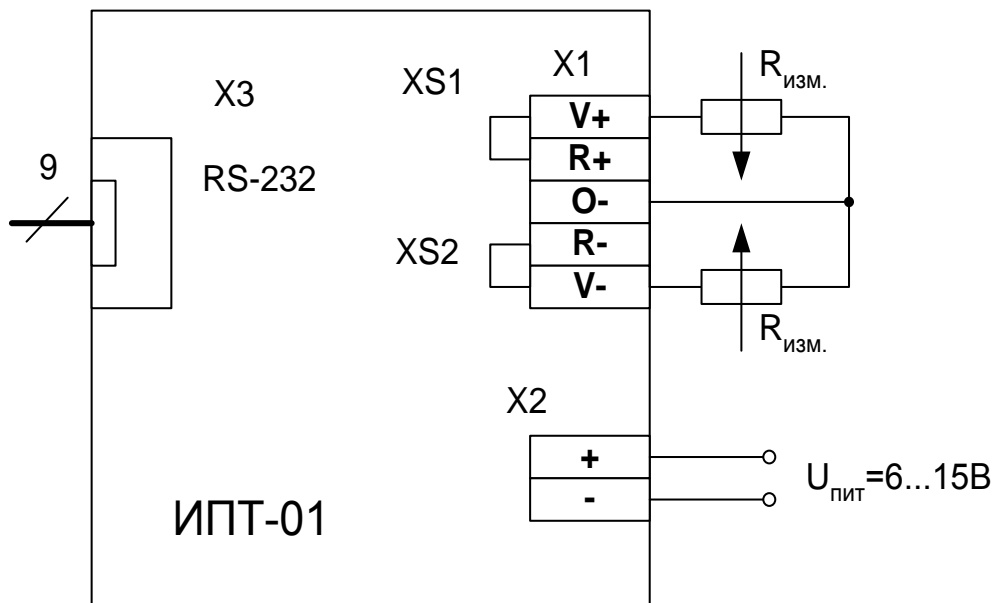 X1
XS1
X3
Rизм.
V+
R+
9
RS-232
O-
XS2
R-
V-
Rизм.
X2
+
-
Uпит=6...15В
ИПТ-01